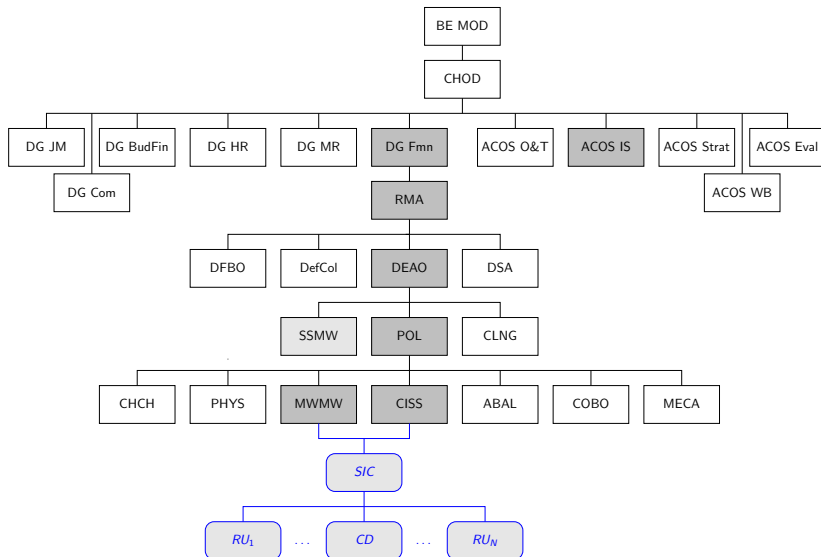 BE MOD
CHOD
DG JM DG BudFin DG HR DG MR DG Fmn ACOS O&T ACOS IS ACOS Strat ACOS Eval
DG Com ACOS WB
RMA
DFBO DefCol DEAO DSA
SSMW POL CLNG
CHCH PHYS MWMW CISS ABAL COBO MECA
SIC
RU₁ ... CD ... RU_N